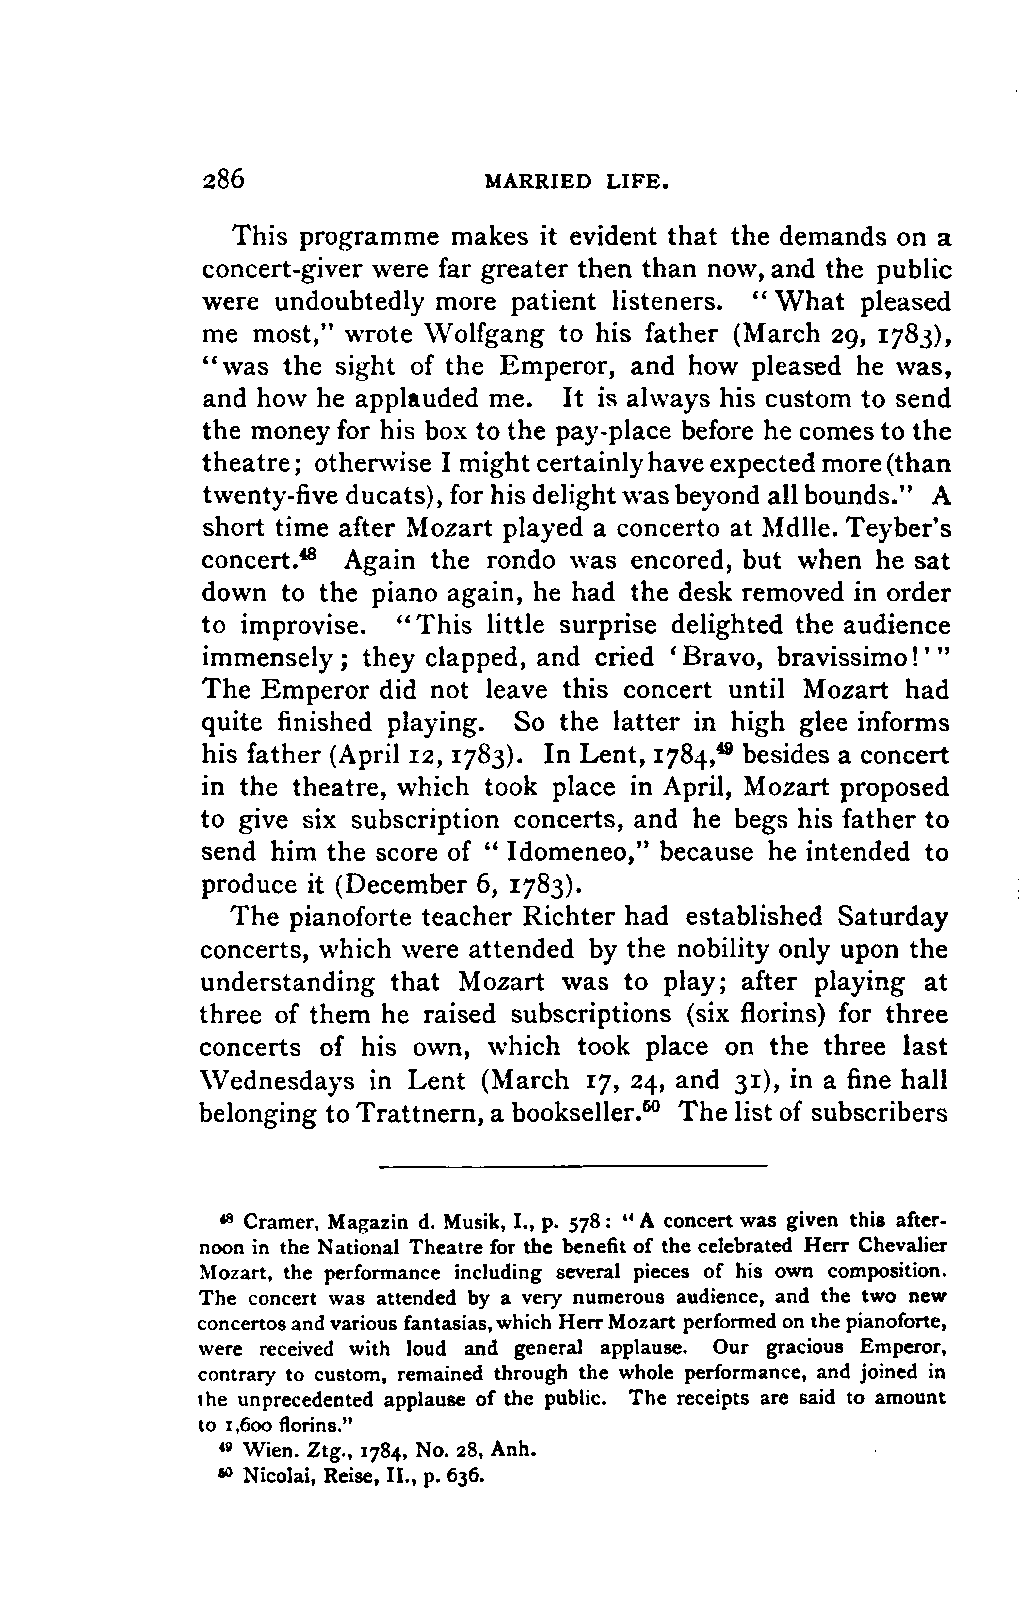 286 MARRIED LIFE.
This programme makes it evident that the demands on a
concert-giver were far greater then than now, and the public
were undoubtedly more patient listeners. “What pleased
me most,” wrote Wolfgang to his father (March 29, 1783),
“was the sight of the Emperor, and how pleased he was,
and how he applauded me. It is always his custom to send
the money for his box to the pay-place before he comes to the
theatre; otherwise I might certainly have expected more (than
twenty-five ducats), for his delight was beyond all bounds.” A
short time after Mozart played a concerto at Mdlle. Teyber’s
concert.⁴⁸ Again the rondo was encored, but when he sat
down to the piano again, he had the desk removed in order
to improvise. “This little surprise delighted the audience
immensely; they clapped, and cried ‘Bravo, bravissimo!’”
The Emperor did not leave this concert until Mozart had
quite finished playing. So the latter in high glee informs
his father (April 12, 1783). In Lent, 1784,⁴⁹ besides a concert
in the theatre, which took place in April, Mozart proposed
to give six subscription concerts, and he begs his father to
send him the score of “Idomeneo,” because he intended to
produce it (December 6, 1783).
The pianoforte teacher Richter had established Saturday
concerts, which were attended by the nobility only upon the
understanding that Mozart was to play; after playing at
three of them he raised subscriptions (six florins) for three
concerts of his own, which took place on the three last
Wednesdays in Lent (March 17, 24, and 31), in a fine hall
belonging to Trattnern, a bookseller.⁵⁰ The list of subscribers
⁴⁸ Cramer, Magazin d. Musik, I., p. 578: “A concert was given this after-
noon in the National Theatre for the benefit of the celebrated Herr Chevalier
Mozart, the performance including several pieces of his own composition.
The concert was attended by a very numerous audience, and the two new
concertos and various fantasias, which Herr Mozart performed on the pianoforte,
were received with loud and general applause. Our gracious Emperor,
contrary to custom, remained through the whole performance, and joined in
the unprecedented applause of the public. The receipts are said to amount
to 1,600 florins.”
⁴⁹ Wien. Ztg., 1784, No. 28, Anh.
⁵⁰ Nicolai, Reise, II., p. 636.